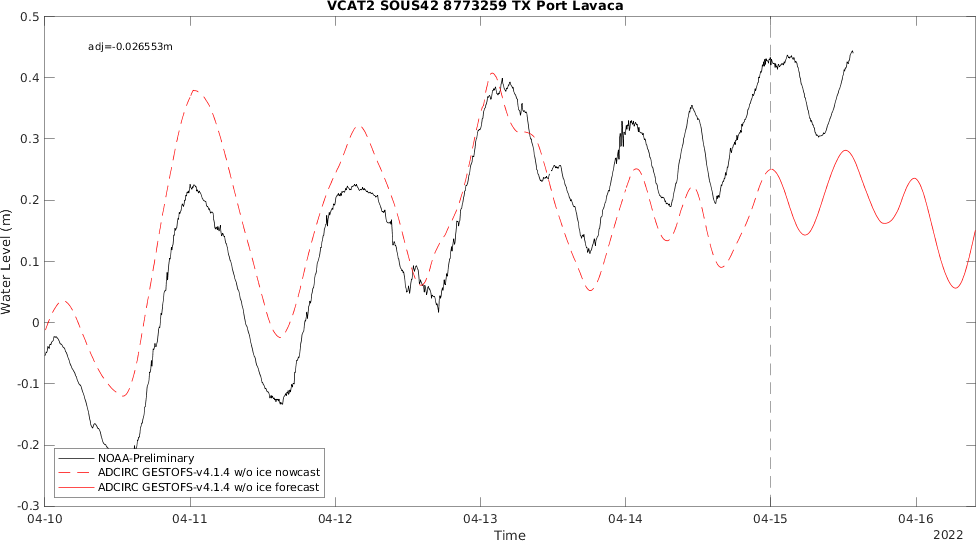 VCAT2 SOUS42 8773259 TX Port Lavaca
adj=-0.026553m
0.5
0.4
0.3
0.2
0.1
0
-0.1
-0.2
-0.3
Water Level (m)
NOAA-Preliminary
ADCIRC GESTOFS-v4.1.4 w/o ice nowcast
ADCIRC GESTOFS-v4.1.4 w/o ice forecast
04-10 04-11 04-12 04-13 04-14 04-15 04-16
Time
2022